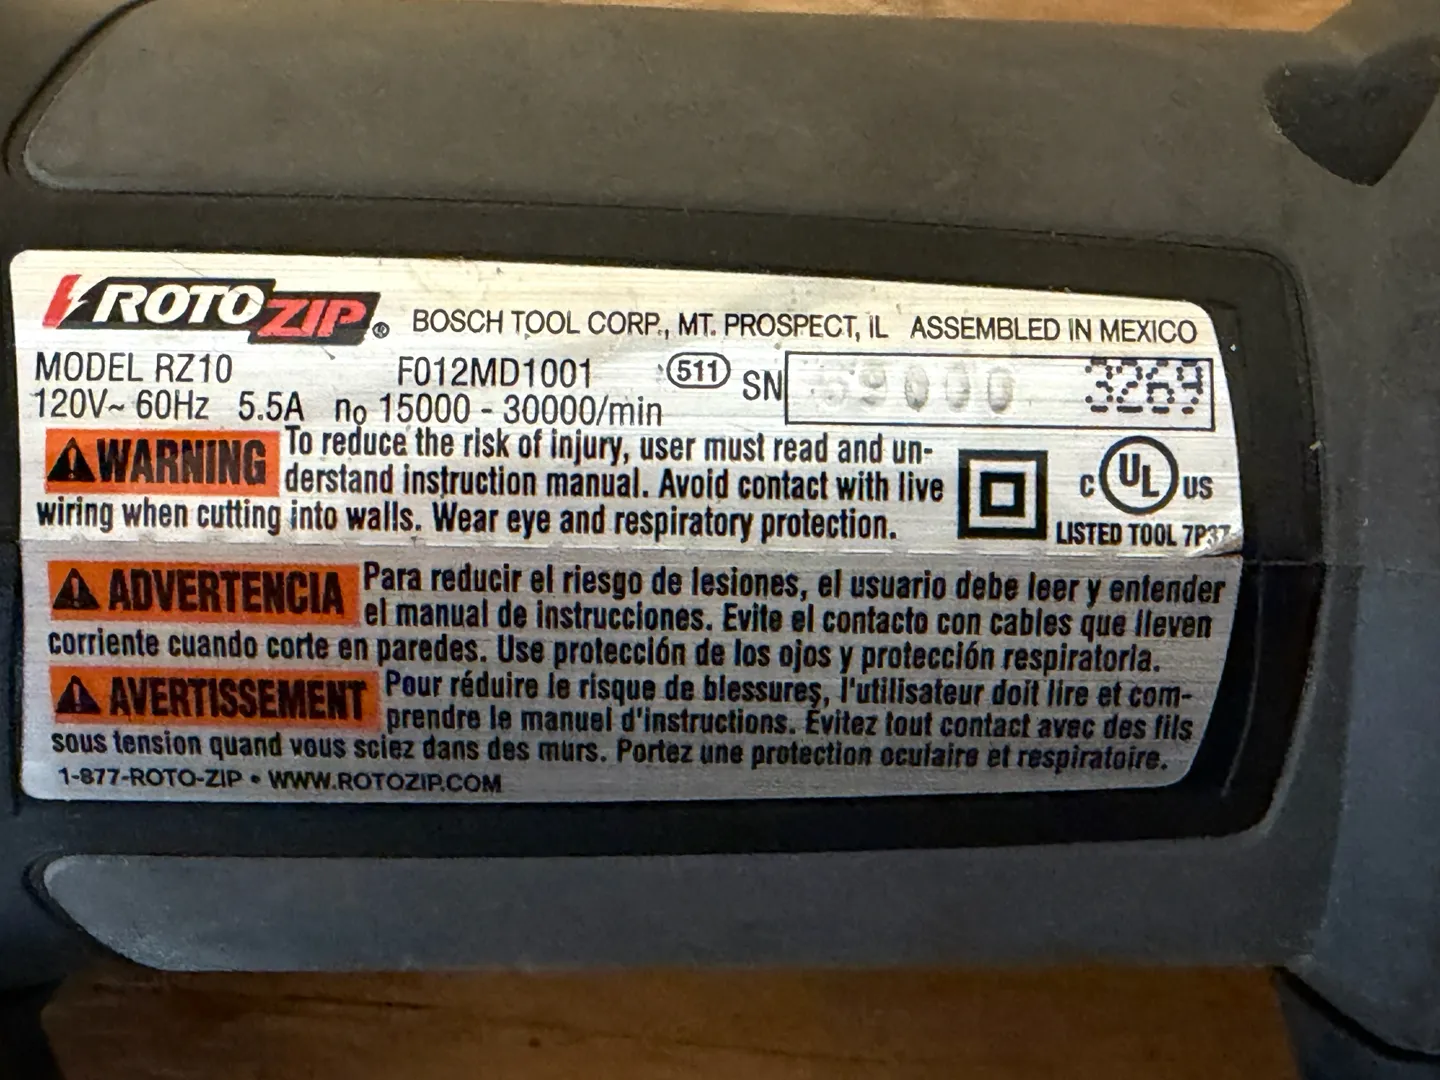 ROTOZIP® BOSCH TOOL CORP., MT. PROSPECT, IL ASSEMBLED IN MEXICO
MODEL RZ10 F012MD1001 511 SN 3269
120V~ 60Hz 5.5A no 15000 - 30000/min
WARNING To reduce the risk of injury, user must read and un-
derstand instruction manual. Avoid contact with live
wiring when cutting into walls. Wear eye and respiratory protection.
C UL US
LISTED TOOL 7P37
ADVERTENCIA Para reducir el riesgo de lesiones, el usuario debe leer y entender
el manual de instrucciones. Evite el contacto con cables que lleven
corriente cuando corte en paredes. Use protección de los ojos y protección respiratoria.
AVERTISSEMENT Pour réduire le risque de blessures, l'utilisateur doit lire et com-
prendre le manuel d'instructions. Évitez tout contact avec des fils
sous tension quand vous sciez dans des murs. Portez une protection oculaire et respiratoire.
1-877-ROTO-ZIP • WWW.ROTOZIP.COM